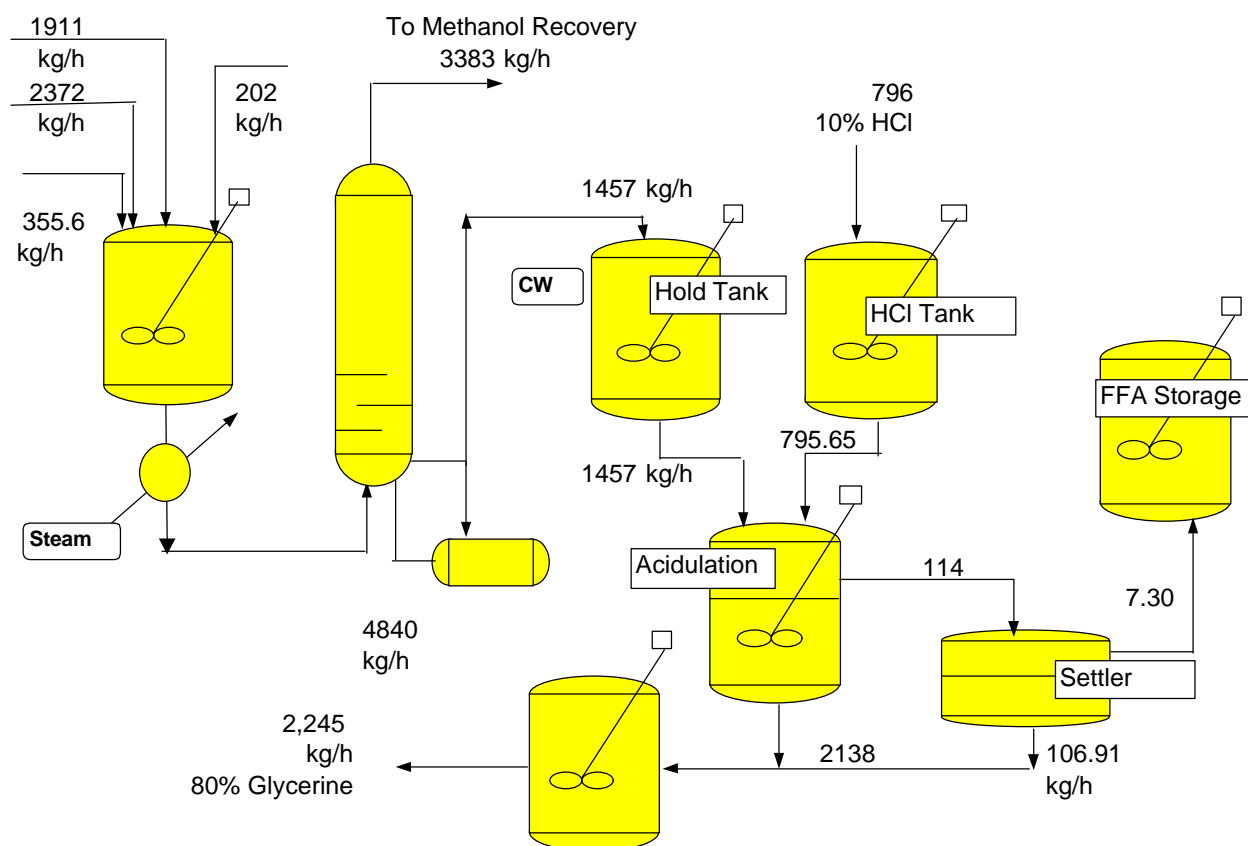 1911
kg/h
To Methanol Recovery
3383 kg/h
2372
kg/h
202
kg/h
796
10% HCl
355.6
kg/h
1457 kg/h
CW
Hold Tank
HCl Tank
FFA Storage
795.65
1457 kg/h
Steam
Acidulation
114
7.30
4840
kg/h
Settler
2,245
kg/h
80% Glycerine
2138
106.91
kg/h